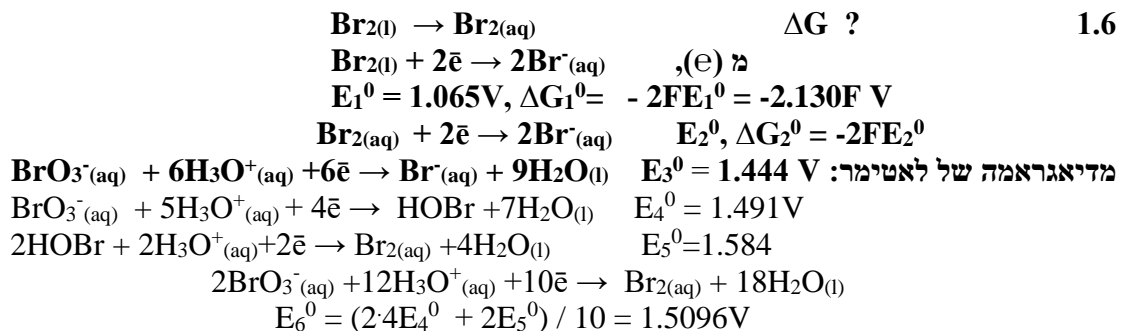 1.6 Br2(l) → Br2(aq) ΔG ?
Br2(l) + 2ē → 2Br-(aq) מ (e),
E1⁰ = 1.065V, ΔG1⁰= - 2FE1⁰ = -2.130F V
Br2(aq) + 2ē → 2Br-(aq) E2⁰, ΔG2⁰ = -2FE2⁰
מדיאגראמה של לאטימר: BrO3⁻(aq) + 6H3O⁺(aq) +6ē → Br⁻(aq) + 9H2O(l) E3⁰ = 1.444 V
BrO3⁻(aq) + 5H3O⁺(aq) + 4ē → HOBr +7H2O(l) E4⁰ = 1.491V
2HOBr + 2H3O⁺(aq)+2ē → Br2(aq) +4H2O(l) E5⁰=1.584
2BrO3⁻(aq) +12H3O⁺(aq) +10ē → Br2(aq) + 18H2O(l)
E6⁰ = (2·4E4⁰ + 2E5⁰) / 10 = 1.5096V